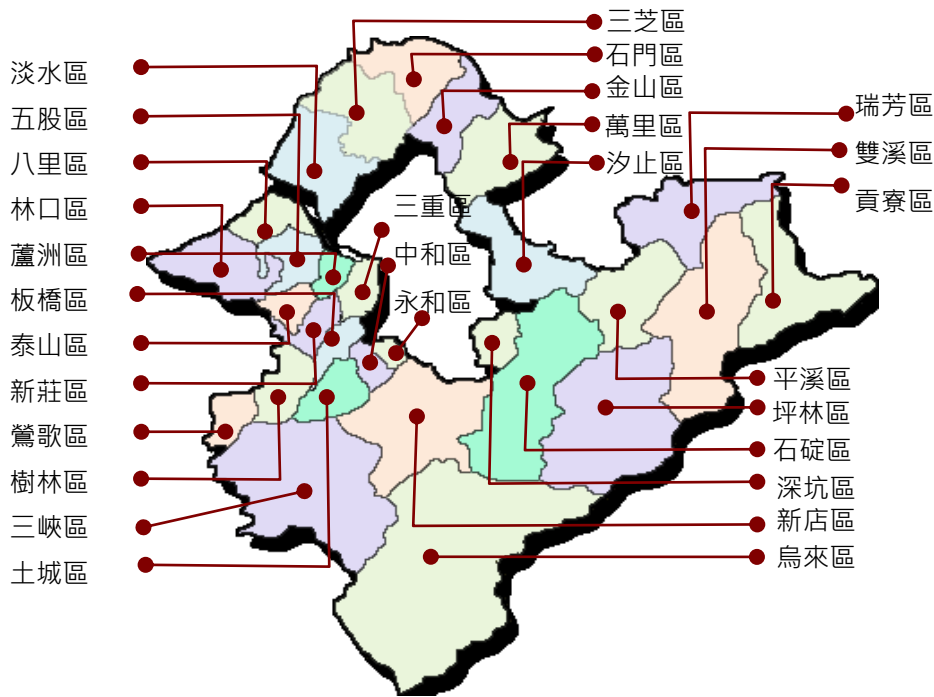 淡水區
五股區
八里區
林口區
蘆洲區
板橋區
泰山區
新莊區
鶯歌區
樹林區
三峽區
土城區
三重區
中和區
永和區
三芝區
石門區
金山區
萬里區
汐止區
瑞芳區
雙溪區
貢寮區
平溪區
坪林區
石碇區
深坑區
新店區
烏來區